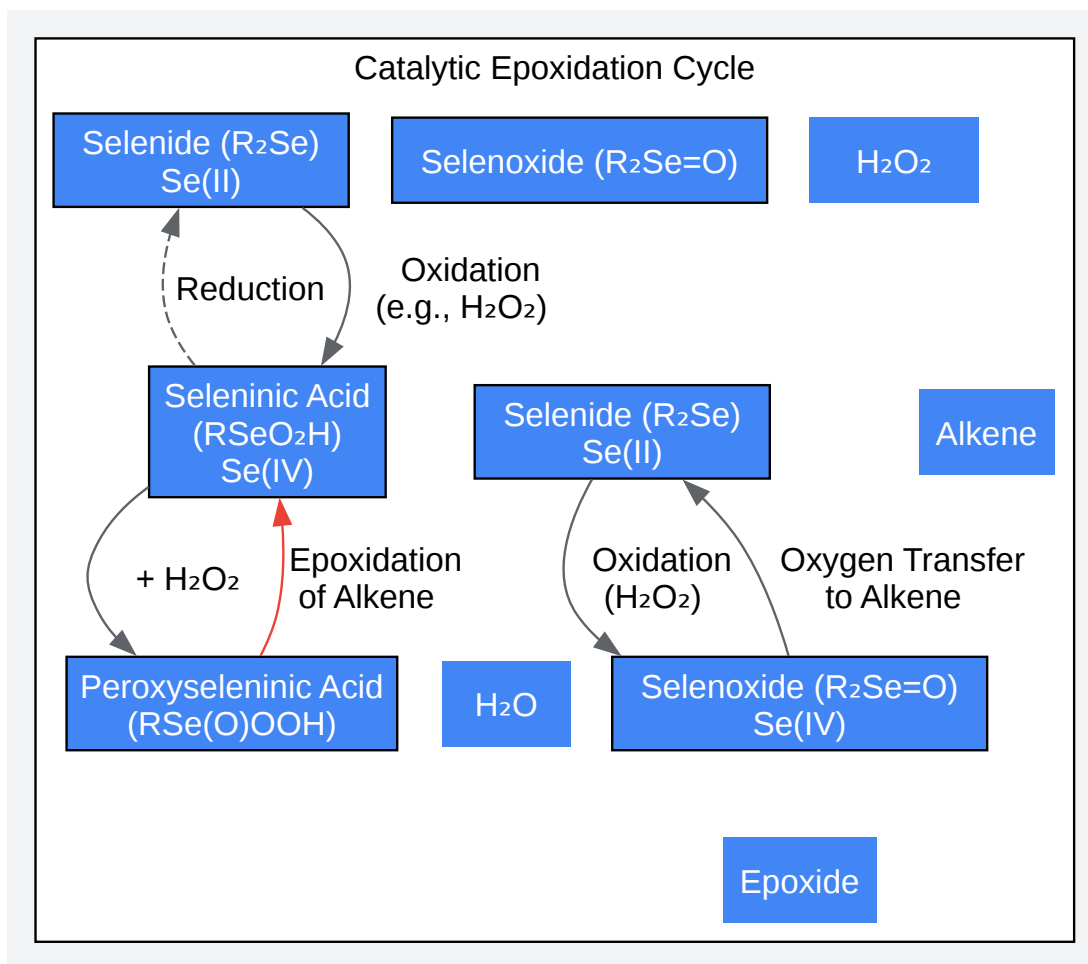 Catalytic Epoxidation Cycle
Selenide (R₂Se)
Se(II)
Selenoxide (R₂Se=O)
H₂O₂
Reduction
Oxidation
(e.g., H₂O₂)
Seleninic Acid
(RSeO₂H)
Se(IV)
Selenide (R₂Se)
Se(II)
Alkene
+ H₂O₂
Epoxidation
of Alkene
Oxidation
(H₂O₂)
Oxygen Transfer
to Alkene
Peroxyseleninic Acid
(RSe(O)OOH)
H₂O
Selenoxide (R₂Se=O)
Se(IV)
Epoxide